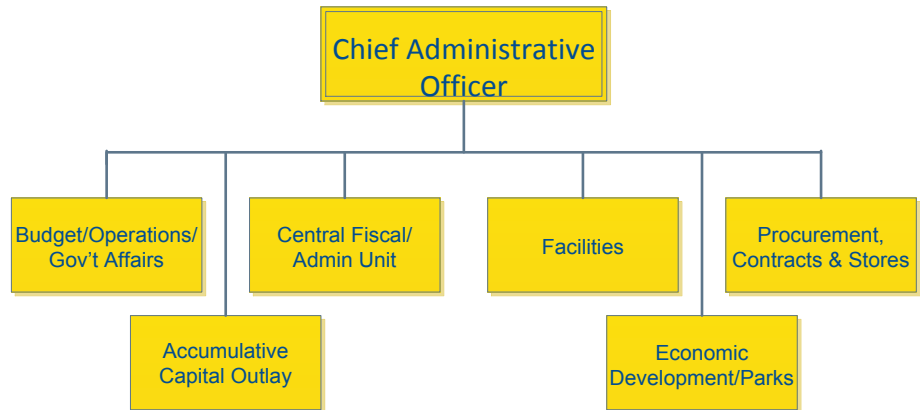 Chief Administrative
Officer
Budget/Operations/
Gov’t Affairs
Central Fiscal/
Admin Unit
Facilities
Procurement,
Contracts & Stores
Accumulative
Capital Outlay
Economic
Development/Parks